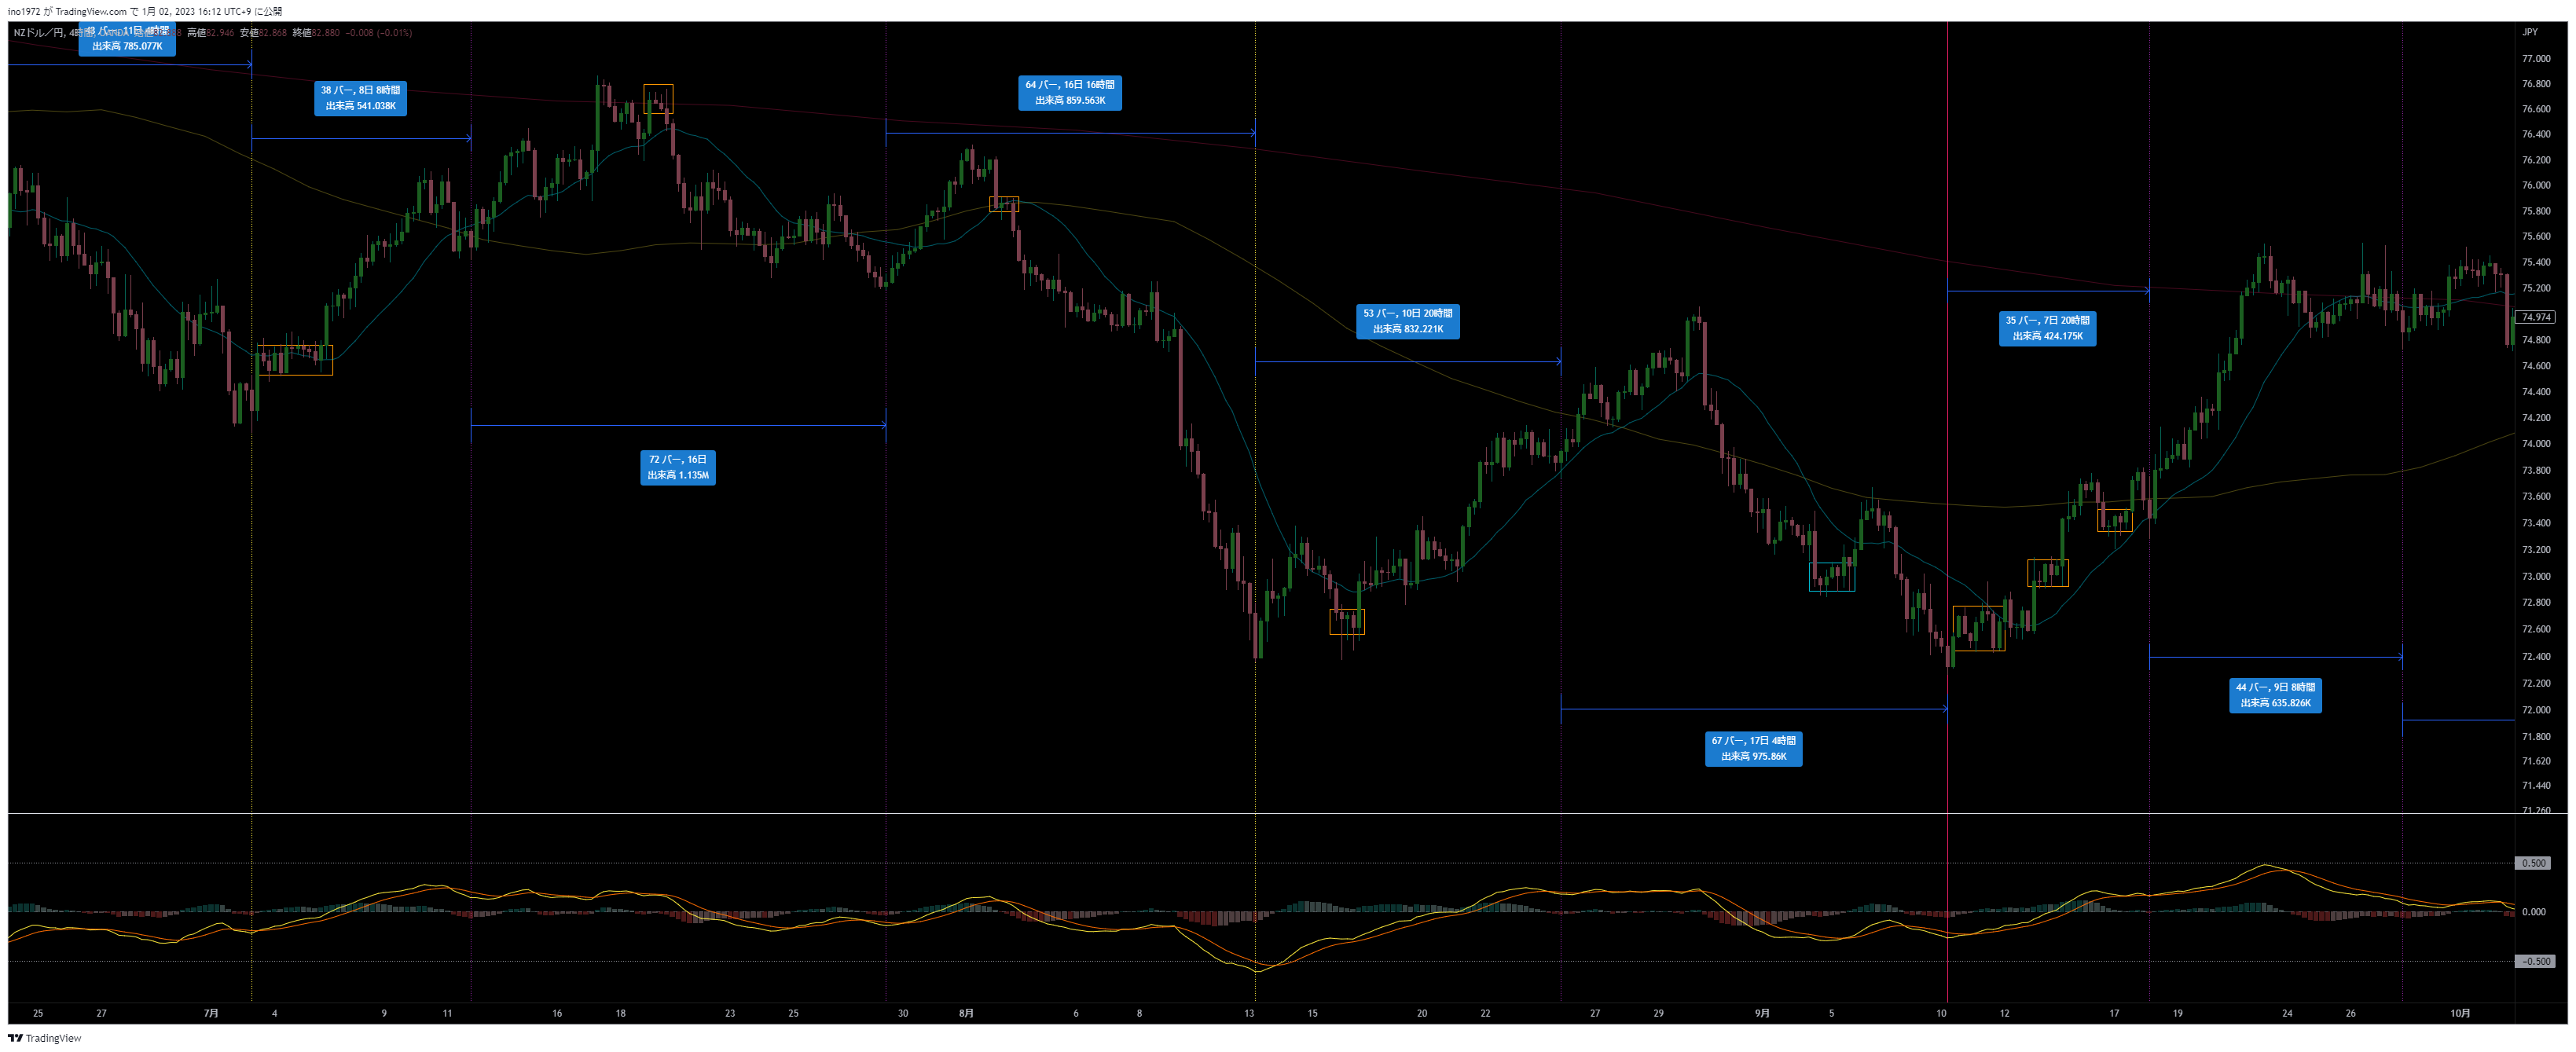 ino1972 が TradingView.com で 1月 02, 2023 16:12 UTC+9 に公開
NZドル／円, 4時間, 高値82.946 安値82.868 終値82.880 −0.008 (−0.01%)
JPY
出来高 785.077K
38 バー, 8日 8時間
出来高 541.038K
64 バー, 16日 16時間
出来高 859.563K
53 バー, 10日 20時間
出来高 832.221K
35 バー, 7日 20時間
出来高 424.175K
72 バー, 16日
出来高 1.135M
44 バー, 9日 8時間
出来高 635.826K
67 バー, 17日 4時間
出来高 975.86K
77.000
76.800
76.600
76.400
76.200
76.000
75.800
75.600
75.400
75.200
74.974
74.800
74.600
74.400
74.200
74.000
73.800
73.600
73.400
73.200
73.000
72.800
72.600
72.400
72.200
72.000
71.800
71.620
71.440
71.260
0.500
0.000
−0.500
25 27 7月 4 9 11 16 18 23 25 30 8月 6 8 13 15 20 22 27 29 9月 5 10 12 17 19 24 26 10月
TradingView